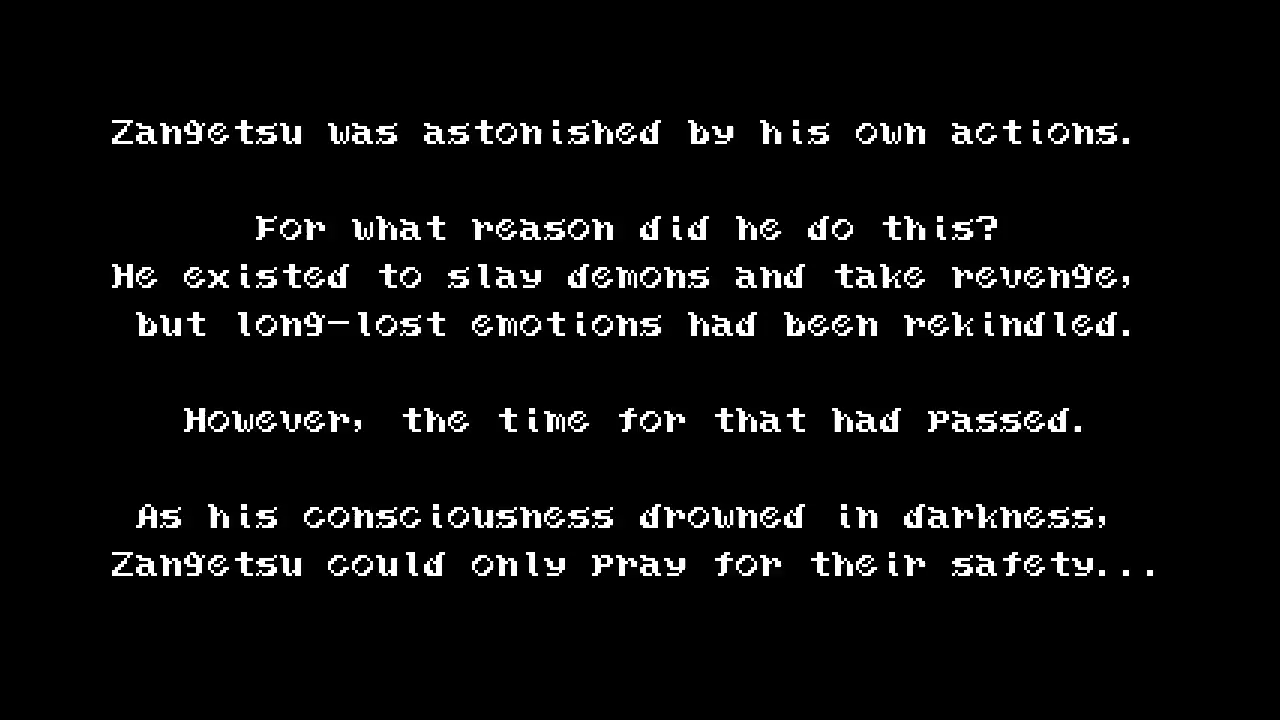 Zangetsu was astonished by his own actions.
For what reason did he do this?
He existed to slay demons and take revenge,
but long-lost emotions had been rekindled.
However, the time for that had passed.
As his consciousness drowned in darkness,
Zangetsu could only pray for their safety...